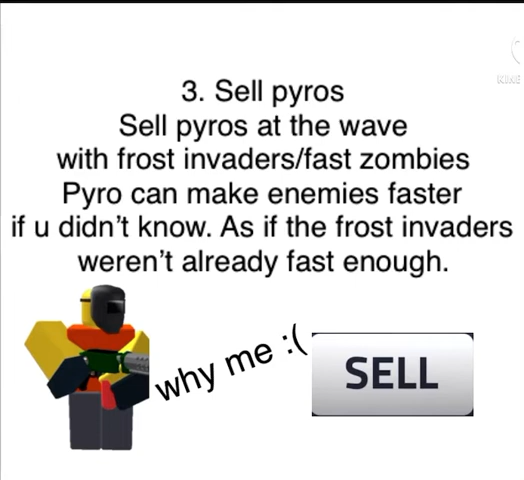 3. Sell pyros
Sell pyros at the wave
with frost invaders/fast zombies
Pyro can make enemies faster
if u didn't know. As if the frost invaders
weren't already fast enough.
why me :(
SELL